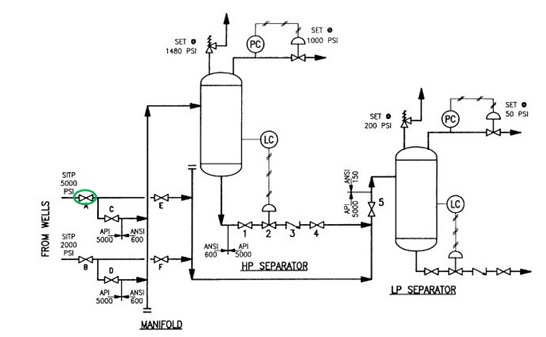 SET @
1480 PSI
PC
SET @
1000 PSI
SET @
200 PSI
PC
SET @
50 PSI
LC
ANSI
150
API
5000
5
LC
SITP
5000
PSI
A
C
E
API
5000
ANSI
600
FROM WELLS
SITP
2000
PSI
B
D
F
API
5000
ANSI
600
ANSI
600
API
5000
1 2 3 4
HP SEPARATOR
LP SEPARATOR
MANIFOLD